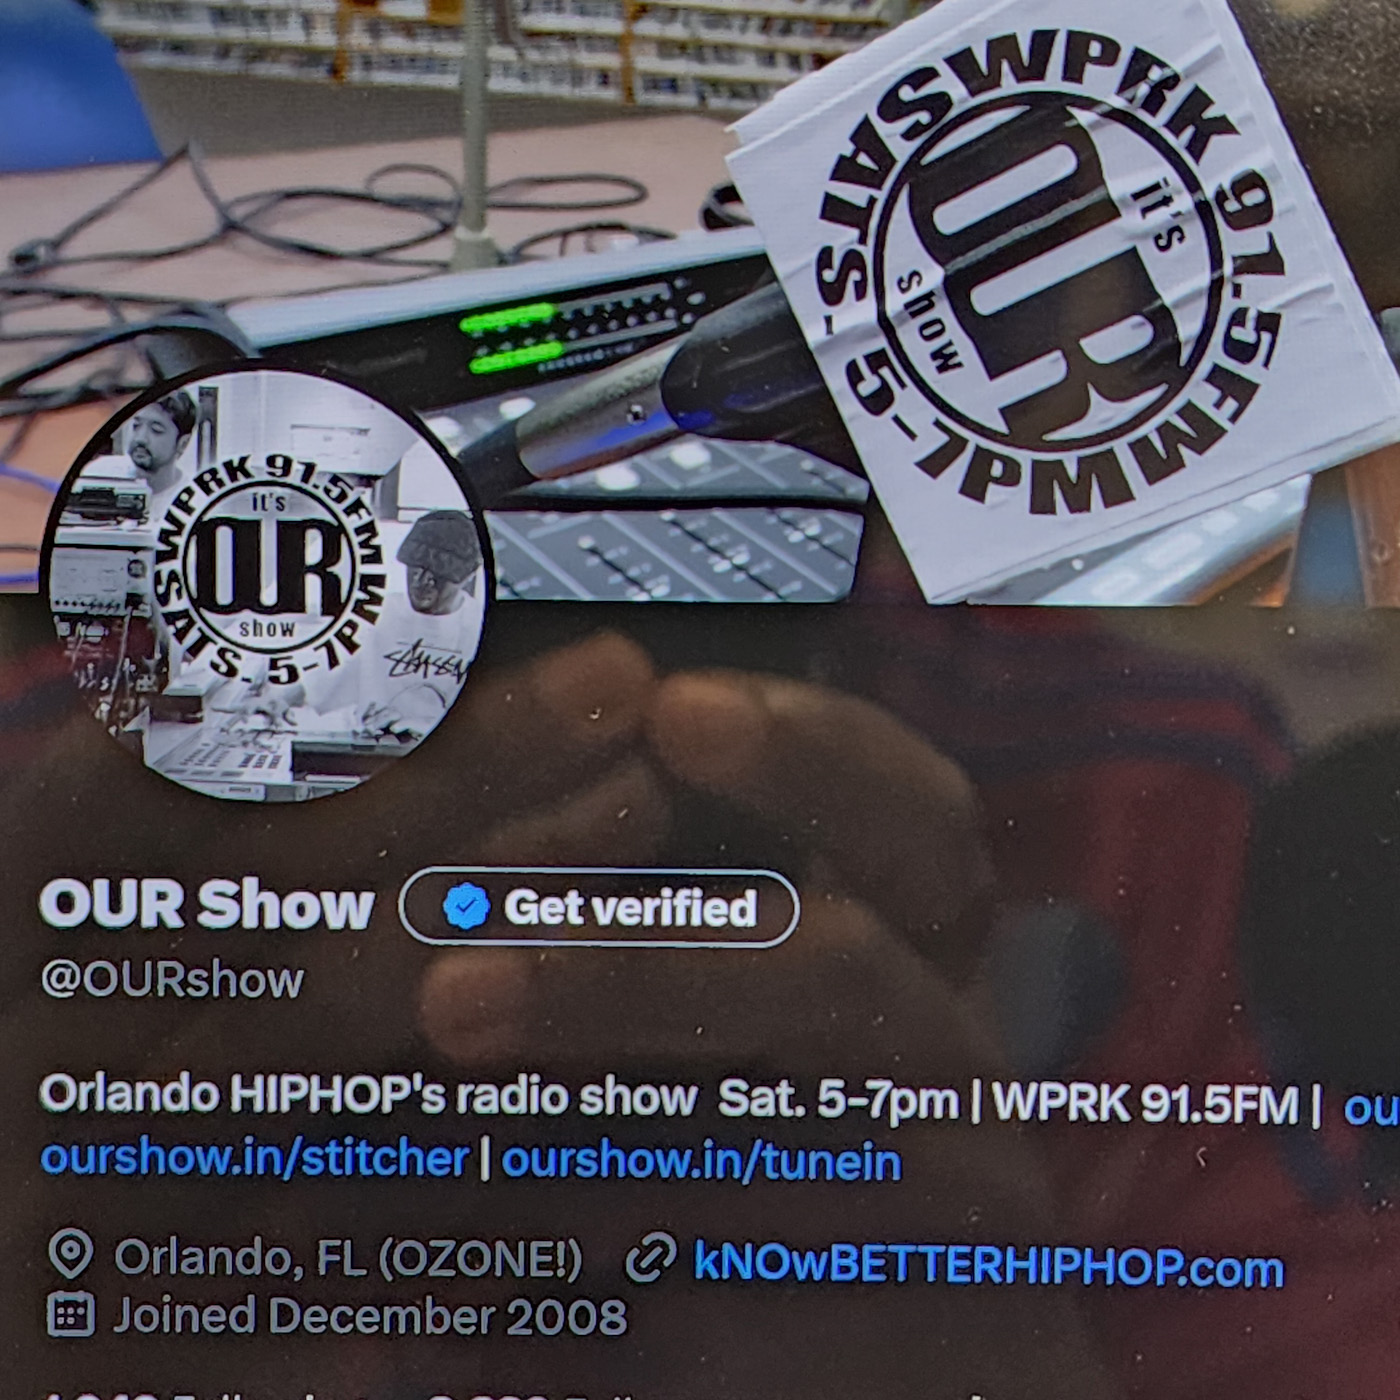 SATS. 5-7PM WPRK 91.5FM
it's
OUR
show
WPRK 91.5FM
it's
OUR
show
SATS. 5-7PM
OUR Show Get verified
@OURshow
Orlando HIPHOP's radio show Sat. 5-7pm | WPRK 91.5FM | ou
ourshow.in/stitcher | ourshow.in/tunein
Orlando, FL (OZONE!) kNOwBETTERHIPHOP.com
Joined December 2008